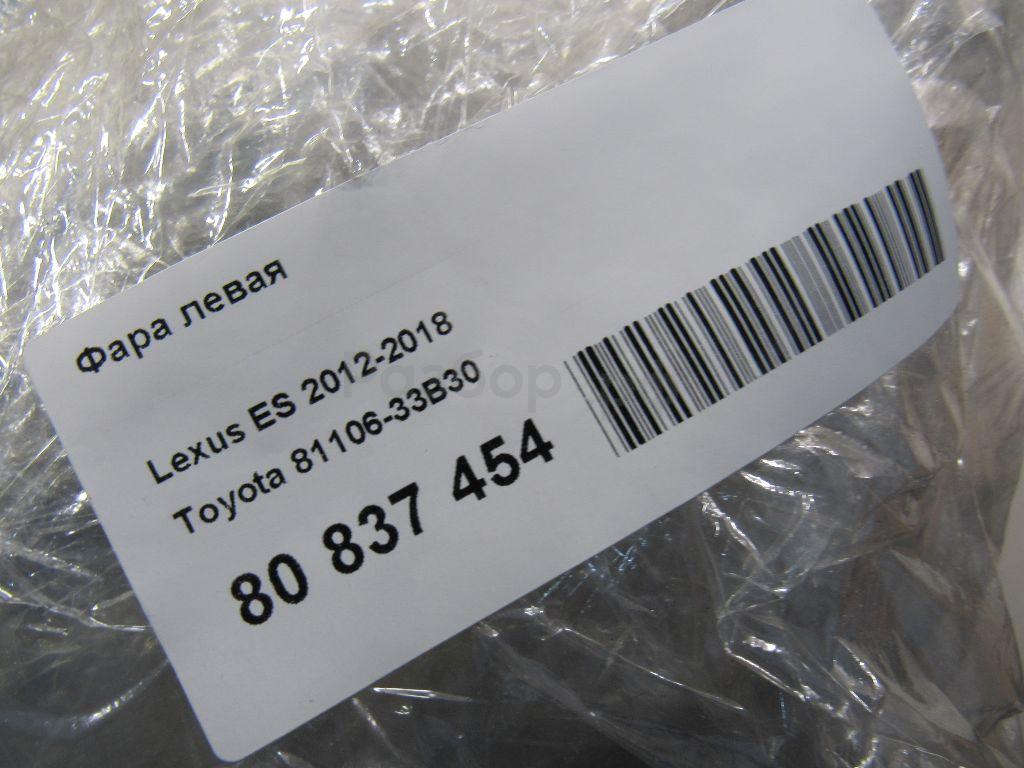 Фара левая
Lexus ES 2012-2018
Toyota 81106-33B30
80 837 454